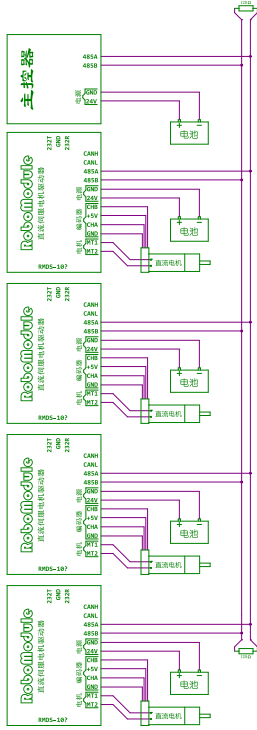 120Ω
主控器
485A
485B
电源
GND
24V
电池
232T
GND
232R
RoboModule
直流伺服电机驱动器
CANH
CANL
485A
485B
电源
GND
24V
编码器
CHB
+5V
CHA
GND
电机
MT1
MT2
RMDS-10?
电池
直流电机
232T
GND
232R
RoboModule
直流伺服电机驱动器
CANH
CANL
485A
485B
电源
GND
24V
编码器
CHB
+5V
CHA
GND
电机
MT1
MT2
RMDS-10?
电池
直流电机
232T
GND
232R
RoboModule
直流伺服电机驱动器
CANH
CANL
485A
485B
电源
GND
24V
编码器
CHB
+5V
CHA
GND
电机
MT1
MT2
RMDS-10?
电池
直流电机
232T
GND
232R
RoboModule
直流伺服电机驱动器
CANH
CANL
485A
485B
电源
GND
24V
编码器
CHB
+5V
CHA
GND
电机
MT1
MT2
RMDS-10?
电池
直流电机
120Ω